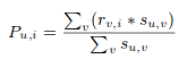 P_{u,i} = \frac{\sum_v (r_{v,i} * s_{u,v})}{\sum_v s_{u,v}}